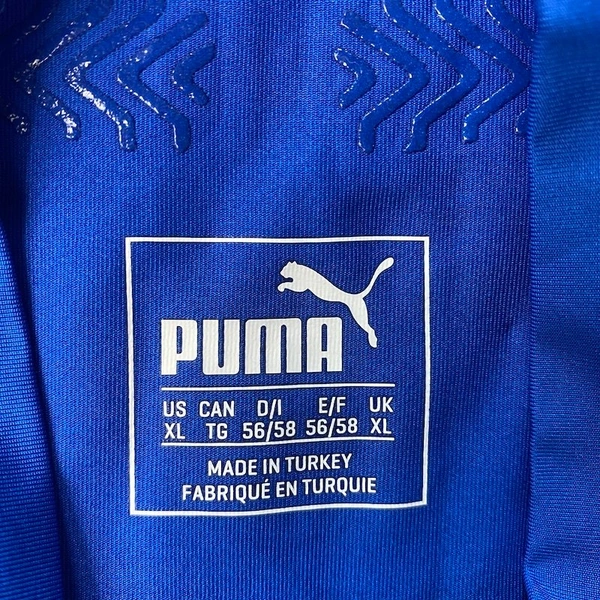 PUMA
US CAN D/I E/F UK
XL TG 56/58 56/58 XL
MADE IN TURKEY
FABRIQUÉ EN TURQUIE